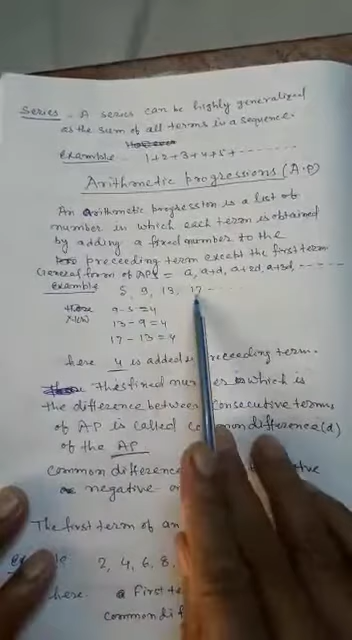 Series - A series can be highly generalized
as the sum of all terms in a sequence.
However
Example - 1+2+3+4+5+-------
Arithmetic progressions (A.P)
An arithmetic progression is a list of
number in which each term is obtained
by adding a fixed number to the
preceeding term except the first term
General form of APs = a, a+d, a+2d, a+3d, -----
Example 5, 9, 13, 17---
9-5=4
13-9=4
17-13=4
here 4 is added preceeding term.
this fixed which is
the difference between consecutive terms
of AP is called common difference(d)
of the AP
common difference
negative
The first term of an
2, 4, 6, 8,
here. a first
common